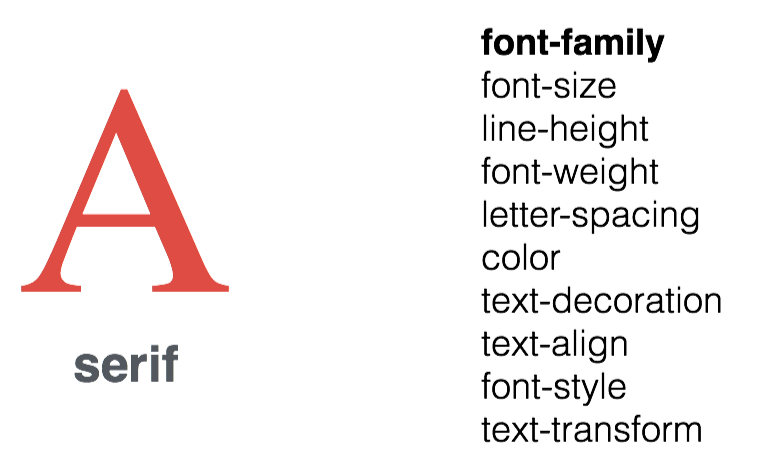 A
serif
font-family
font-size
line-height
font-weight
letter-spacing
color
text-decoration
text-align
font-style
text-transform